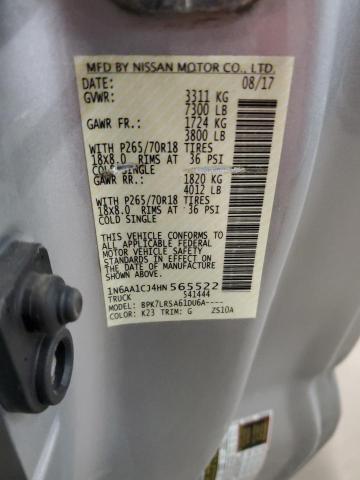 MFD BY NISSAN MOTOR CO., LTD.
DATE: 08/17
GVWR: 3311 KG
7300 LB
GAWR FR.: 1724 KG
3800 LB
WITH P265/70R18 TIRES
18X8.0 RIMS AT 36 PSI
COLD SINGLE
GAWR RR.: 1820 KG
4012 LB
WITH P265/70R18 TIRES
18X8.0 RIMS AT 36 PSI
COLD SINGLE
THIS VEHICLE CONFORMS TO ALL
APPLICABLE FEDERAL MOTOR
VEHICLE SAFETY STANDARDS
IN EFFECT ON THE DATE OF
MANUFACTURE SHOWN ABOVE.
1N6AA1CJ4HN565522
TRUCK 541444
MODEL: BPK7LRSA61DU6A----
COLOR: K23 TRIM: G ZS10A